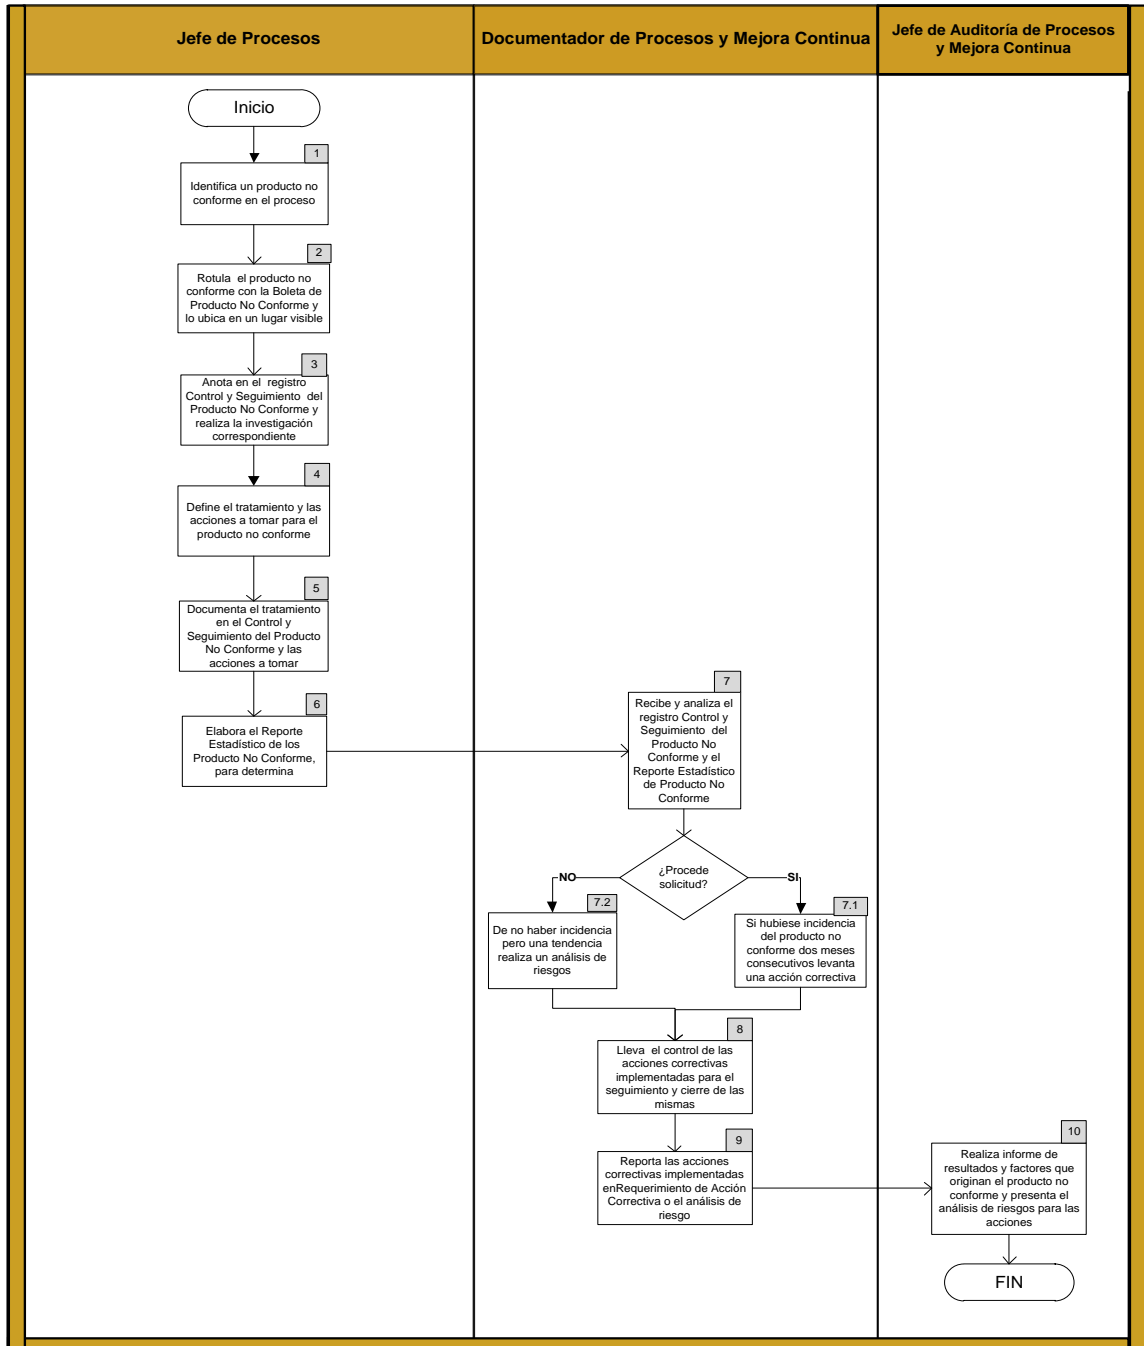 Jefe de Procesos
Documentador de Procesos y Mejora Continua
Jefe de Auditoría de Procesos
y Mejora Continua
Inicio
1
Identifica un producto no
conforme en el proceso
2
Rotula el producto no
conforme con la Boleta de
Producto No Conforme y
lo ubica en un lugar visible
3
Anota en el registro
Control y Seguimiento del
Producto No Conforme y
realiza la investigación
correspondiente
4
Define el tratamiento y las
acciones a tomar para el
producto no conforme
5
Documenta el tratamiento
en el Control y
Seguimiento del Producto
No Conforme y las
acciones a tomar
6
Elabora el Reporte
Estadístico de los
Producto No Conforme,
para determina
7
Recibe y analiza el
registro Control y
Seguimiento del
Producto No
Conforme y el
Reporte Estadístico
de Producto No
Conforme
¿Procede
solicitud?
NO
SI
7.2
De no haber incidencia
pero una tendencia
realiza un análisis de
riesgos
7.1
Si hubiese incidencia
del producto no
conforme dos meses
consecutivos levanta
una acción correctiva
8
Lleva el control de las
acciones correctivas
implementadas para el
seguimiento y cierre de las
mismas
9
Reporta las acciones
correctivas implementadas
enRequerimiento de Acción
Correctiva o el análisis de
riesgo
10
Realiza informe de
resultados y factores que
originan el producto no
conforme y presenta el
análisis de riesgos para las
acciones
FIN